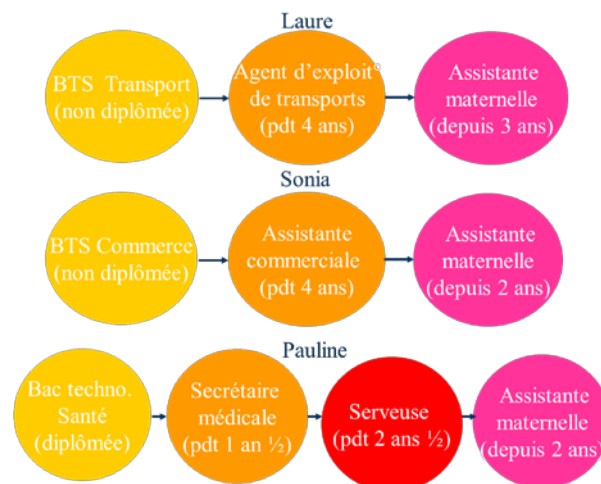 Laure
BTS Transport
(non diplômée)
Agent d'exploit°
de transports
(pdt 4 ans)
Assistante
maternelle
(depuis 3 ans)
Sonia
BTS Commerce
(non diplômée)
Assistante
commerciale
(pdt 4 ans)
Assistante
maternelle
(depuis 2 ans)
Pauline
Bac techno.
Santé
(diplômée)
Secrétaire
médicale
(pdt 1 an ½)
Serveuse
(pdt 2 ans ½)
Assistante
maternelle
(depuis 2 ans)